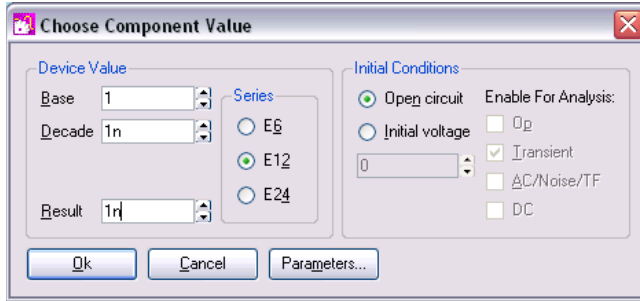 Choose Component Value
Device Value
Base 1
Decade 1n
Result 1n
Series
E6
E12
E24
Initial Conditions
Open circuit
Initial voltage
0
Enable For Analysis:
Op
Transient
AC/Noise/TF
DC
Ok Cancel Parameters...